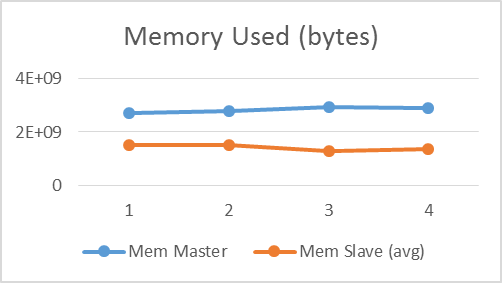 Memory Used (bytes)
4E+09
2E+09
0
1 2 3 4
Mem Master Mem Slave (avg)